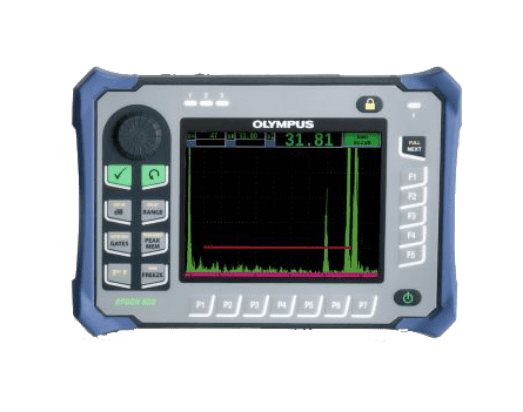 1 2 3
OLYMPUS
31.81
FULL
NEXT
F1
F2
F3
F4
F5
dB
RANGE
GATES
PEAK
MEM
2ND F
FREEZE
EPOCH 600
P1 P2 P3 P4 P5 P6 P7